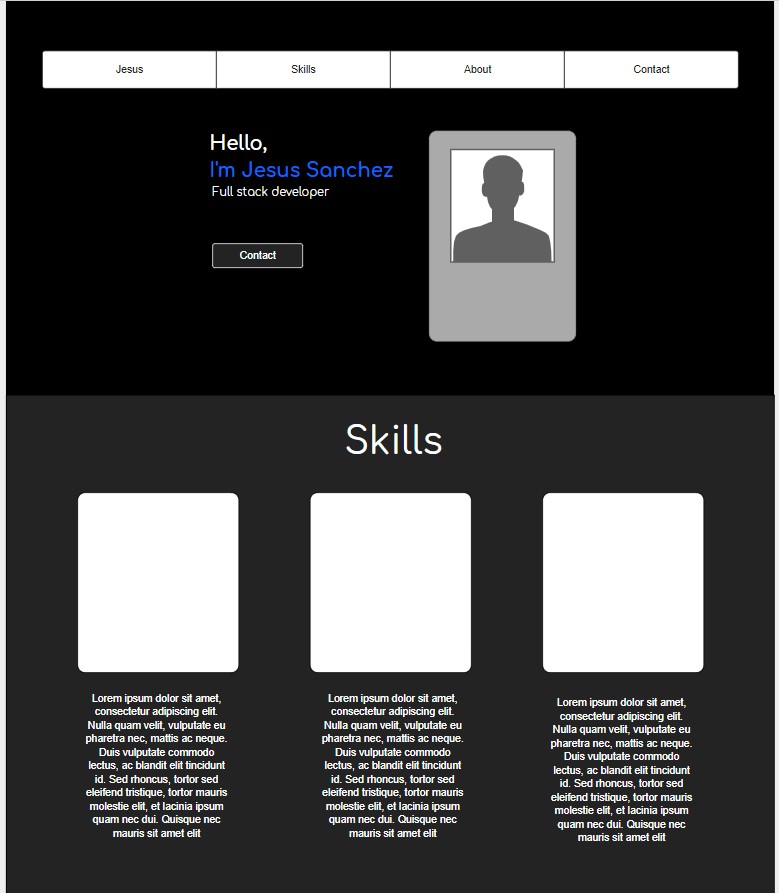 Jesus
Skills
About
Contact
Hello,
I'm Jesus Sanchez
Full stack developer
Contact
Skills
Lorem ipsum dolor sit amet,
consectetur adipiscing elit.
Nulla quam velit, vulputate eu
pharetra nec, mattis ac neque.
Duis vulputate commodo
lectus, ac blandit elit tincidunt
id. Sed rhoncus, tortor sed
eleifend tristique, tortor mauris
molestie elit, et lacinia ipsum
quam nec dui. Quisque nec
mauris sit amet elit
Lorem ipsum dolor sit amet,
consectetur adipiscing elit.
Nulla quam velit, vulputate eu
pharetra nec, mattis ac neque.
Duis vulputate commodo
lectus, ac blandit elit tincidunt
id. Sed rhoncus, tortor sed
eleifend tristique, tortor mauris
molestie elit, et lacinia ipsum
quam nec dui. Quisque nec
mauris sit amet elit
Lorem ipsum dolor sit amet,
consectetur adipiscing elit.
Nulla quam velit, vulputate eu
pharetra nec, mattis ac neque.
Duis vulputate commodo
lectus, ac blandit elit tincidunt
id. Sed rhoncus, tortor sed
eleifend tristique, tortor mauris
molestie elit, et lacinia ipsum
quam nec dui. Quisque nec
mauris sit amet elit